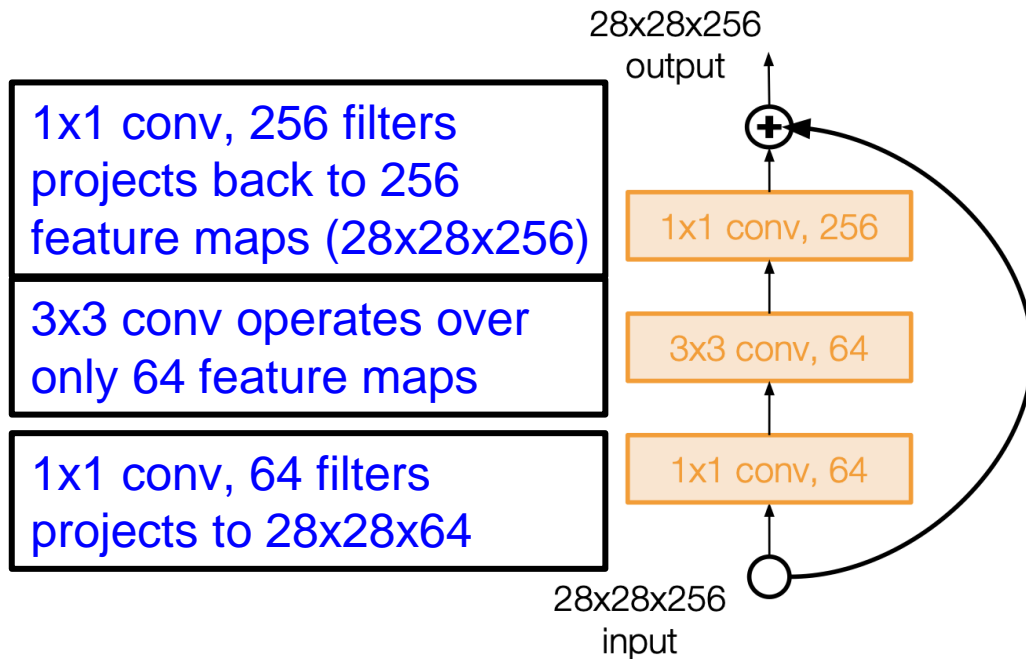 28x28x256
output
1x1 conv, 256 filters
projects back to 256
feature maps (28x28x256)
3x3 conv operates over
only 64 feature maps
1x1 conv, 64 filters
projects to 28x28x64
+
1x1 conv, 256
3x3 conv, 64
1x1 conv, 64
28x28x256
input